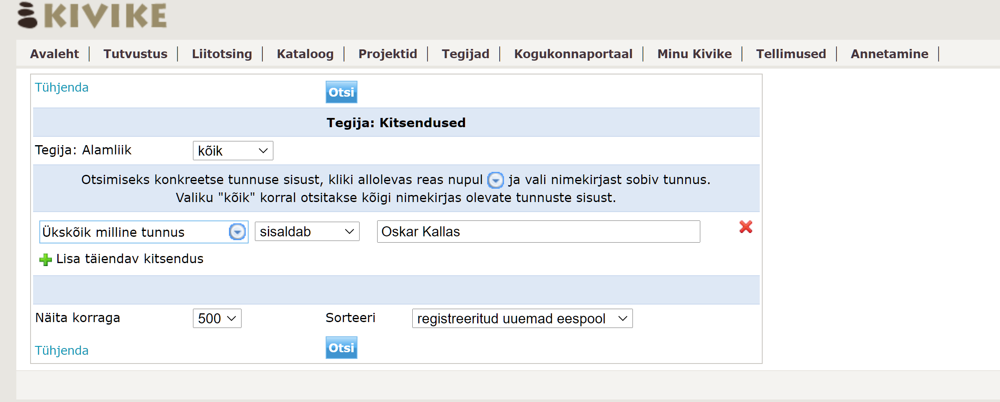 KIVIKE
Avaleht Tutvustus Liitotsing Kataloog Projektid Tegijad Kogukonnaportaal Minu Kivike Tellimused Annetamine
Tühjenda Otsi
Tegija: Kitsendused
Tegija: Alamliik kõik
Otsimiseks konkreetse tunnuse sisust, kliki allolevas reas nupul ja vali nimekirjast sobiv tunnus.
Valiku "kõik" korral otsitakse kõigi nimekirjas olevate tunnuste sisust.
Ükskõik milline tunnus sisaldab Oskar Kallas
Lisa täiendav kitsendus
Näita korraga 500 Sorteeri registreeritud uuemad eespool
Tühjenda Otsi